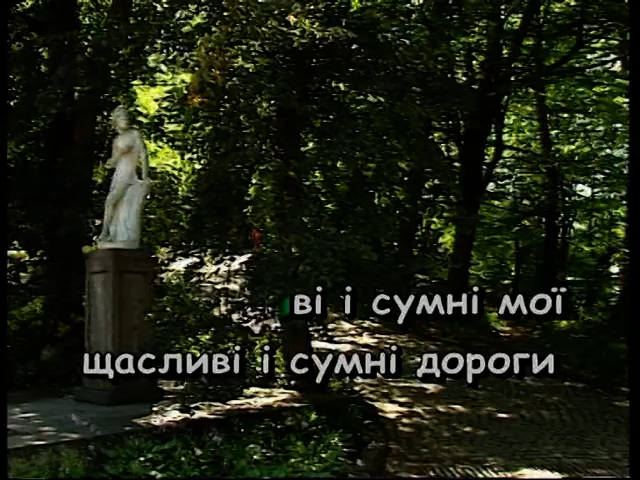 ві і сумні мої
щасливі і сумні дороги